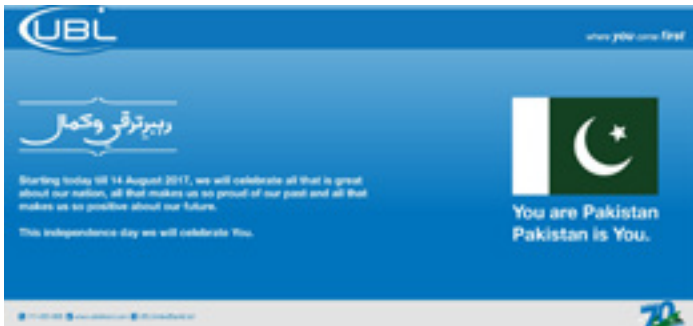 UBL
where you come first
رہبرِ ترقی و کمال
Starting today till 14 August 2017, we will celebrate all that is great
about our nation, all that makes us so proud of our past and all that
makes us so positive about our future.
This independence day we will celebrate You.
You are Pakistan
Pakistan is You.
70